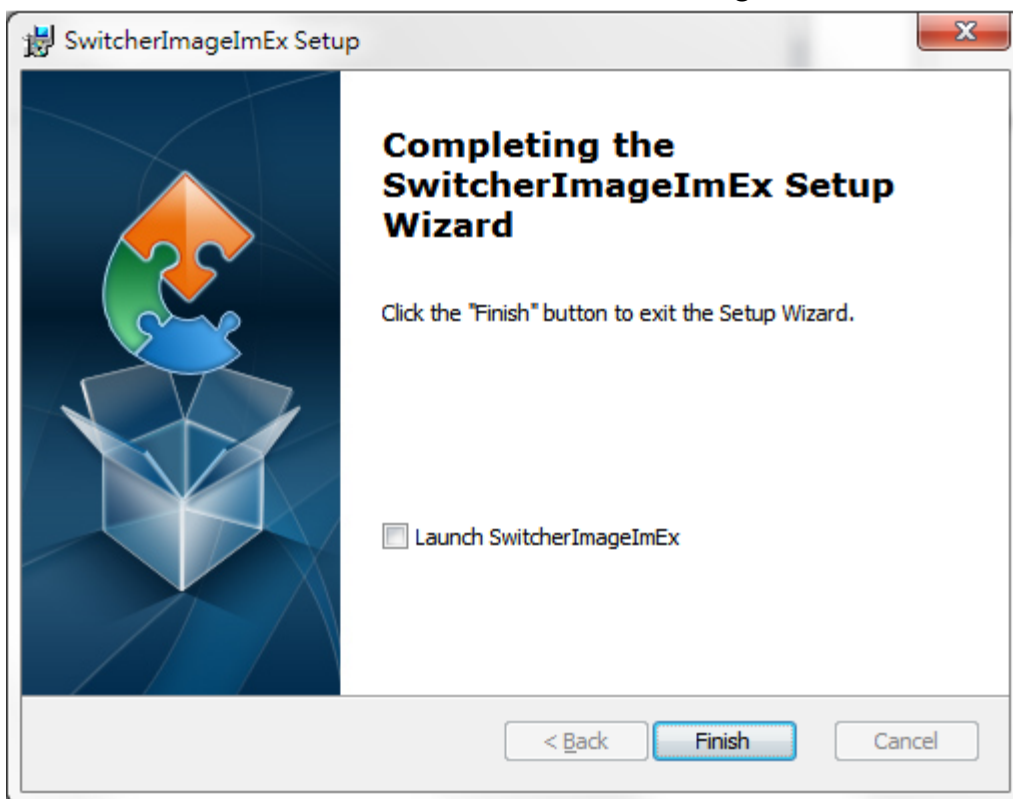 SwitcherImageImEx Setup
Completing the
SwitcherImageImEx Setup
Wizard
Click the "Finish" button to exit the Setup Wizard.
Launch SwitcherImageImEx
< Back
Finish
Cancel